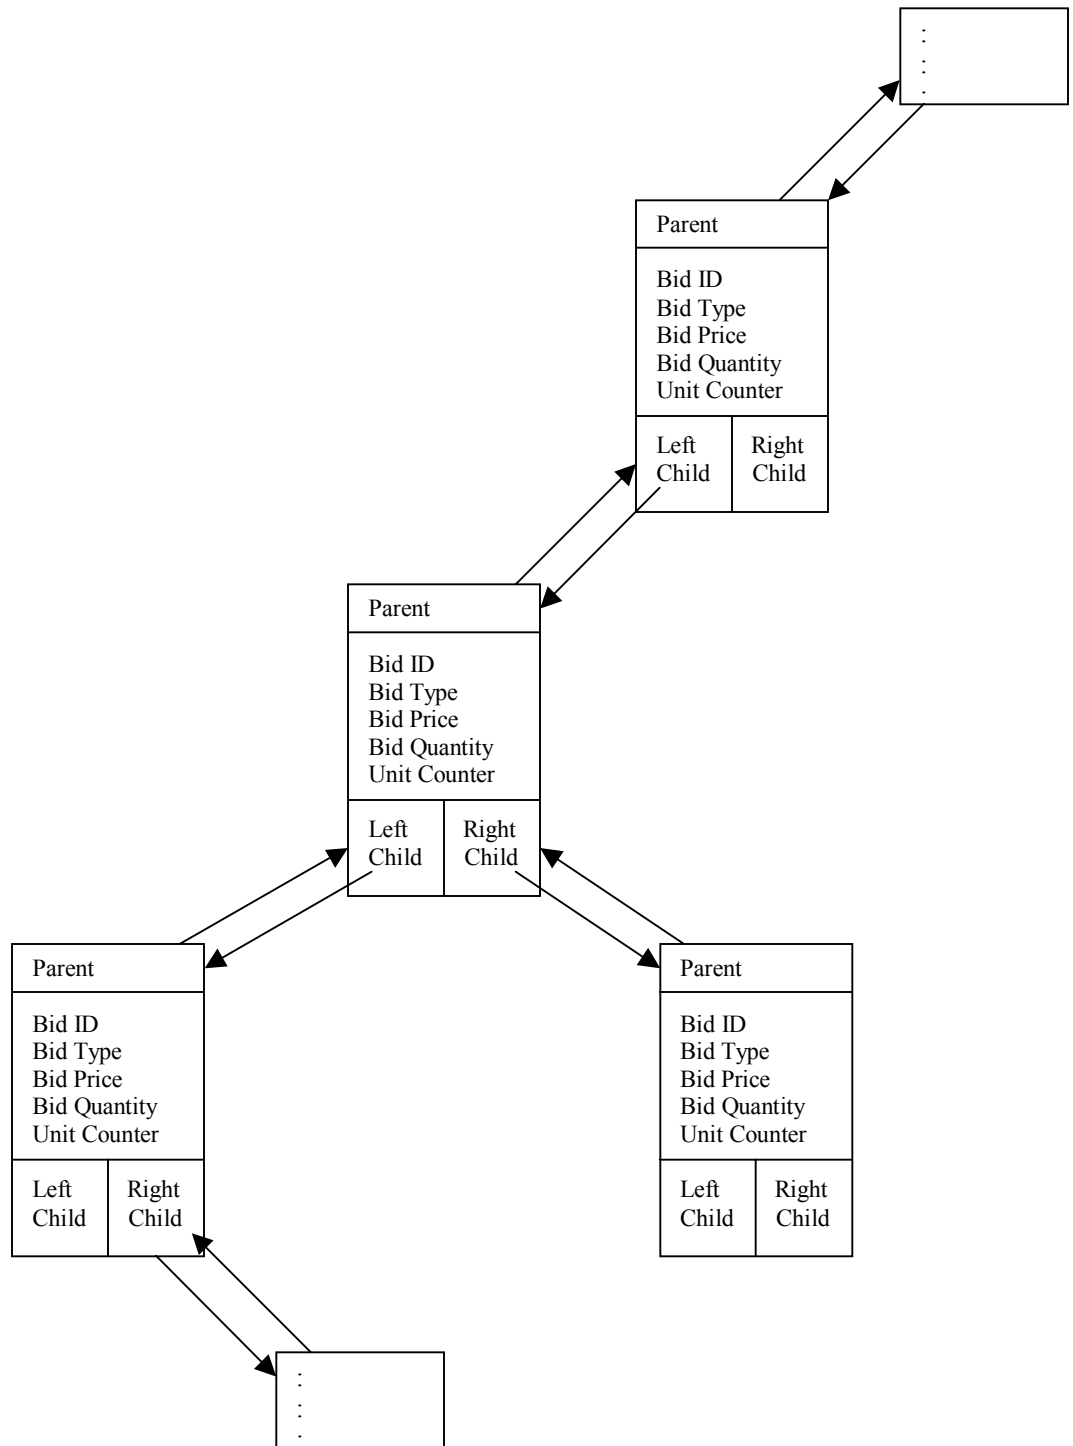 :
:
.
Parent
Bid ID
Bid Type
Bid Price
Bid Quantity
Unit Counter
Left Right
Child Child
Parent
Bid ID
Bid Type
Bid Price
Bid Quantity
Unit Counter
Left Right
Child Child
Parent
Bid ID
Bid Type
Bid Price
Bid Quantity
Unit Counter
Left Right
Child Child
Parent
Bid ID
Bid Type
Bid Price
Bid Quantity
Unit Counter
Left Right
Child Child
:
:
.